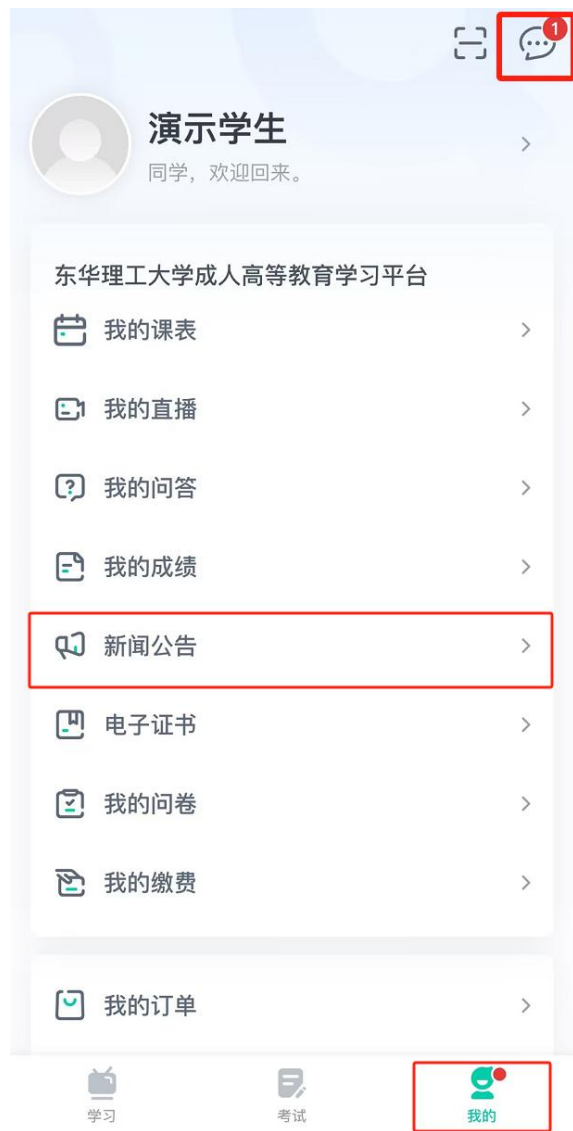 1
演示学生
同学，欢迎回来。
东华理工大学成人高等教育学习平台
我的课表
我的直播
我的问答
我的成绩
新闻公告
电子证书
我的问卷
我的缴费
我的订单
学习
考试
我的